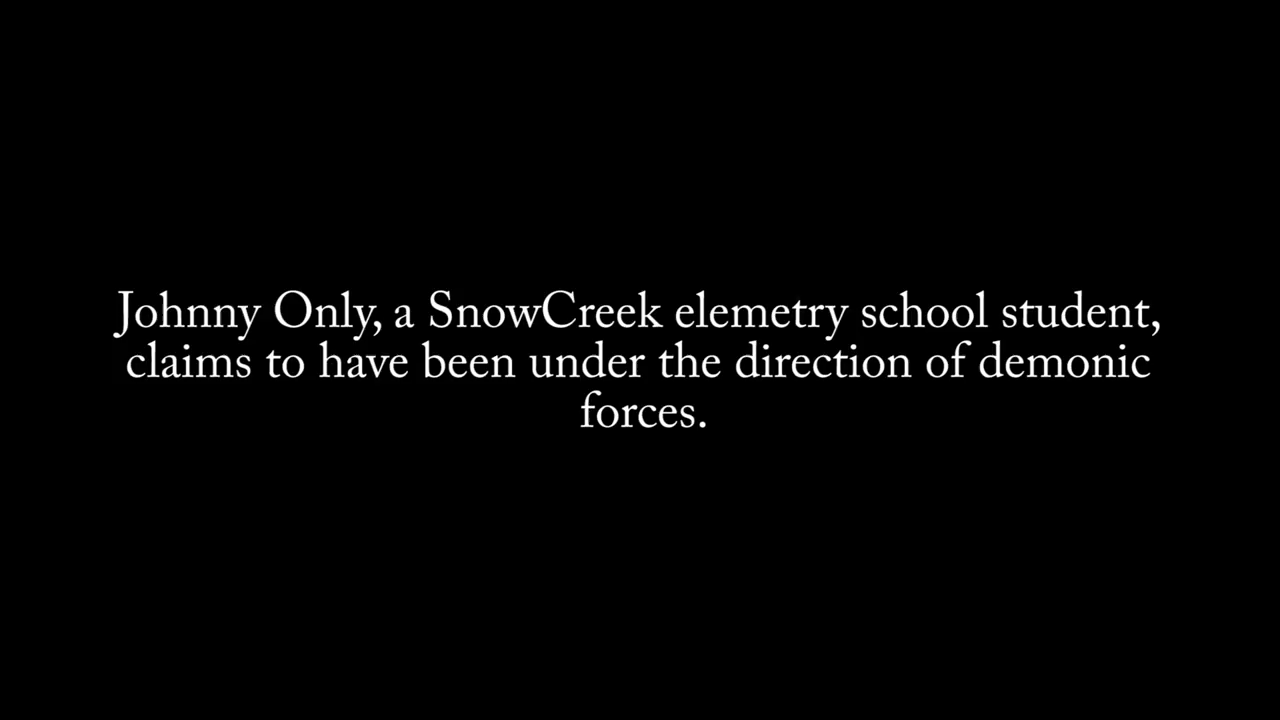 Johnny Only, a SnowCreek elemetry school student,
claims to have been under the direction of demonic
forces.